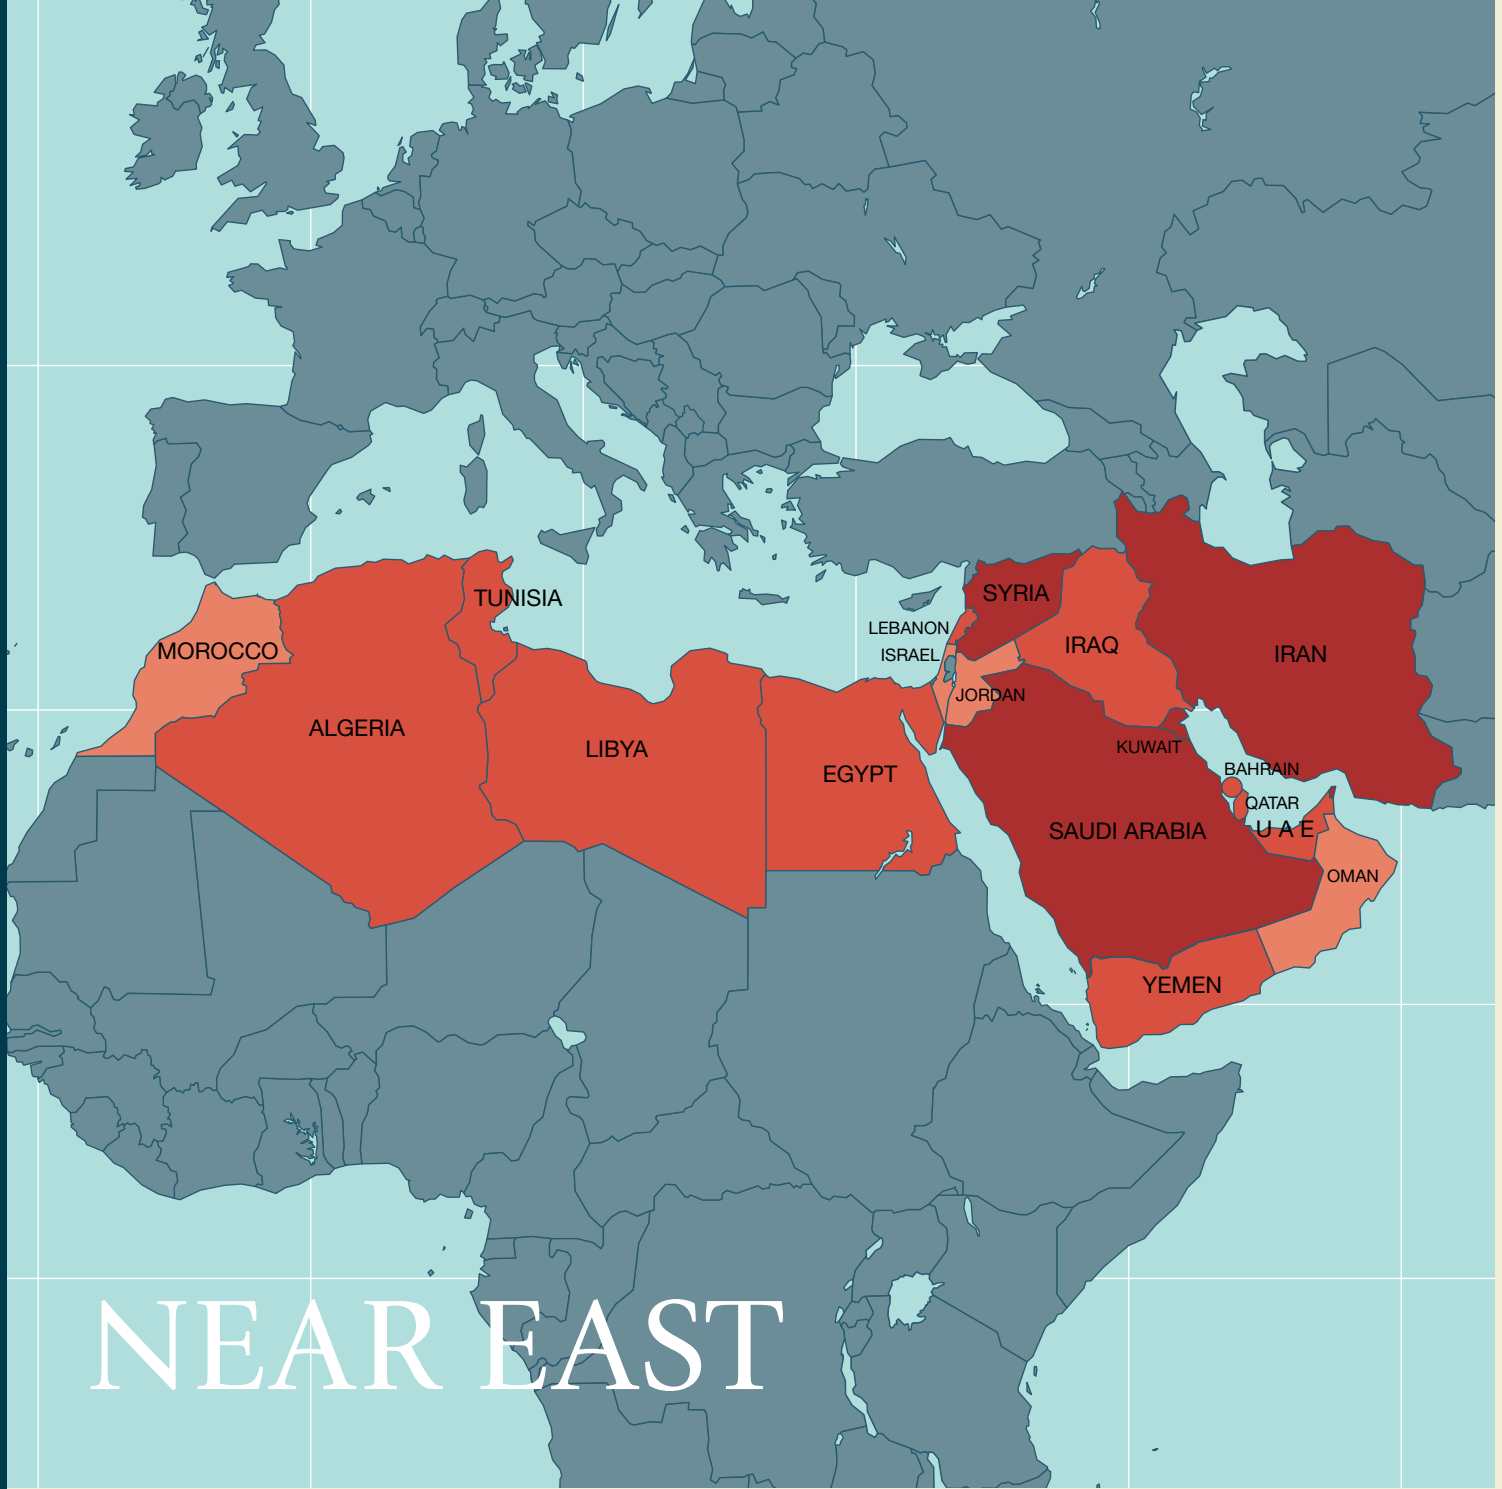 TUNISIA
SYRIA
LEBANON
IRAQ
MOROCCO
ISRAEL
IRAN
JORDAN
ALGERIA
LIBYA
KUWAIT
EGYPT
BAHRAIN
QATAR
SAUDI ARABIA
U A E
OMAN
YEMEN
NEAR EAST